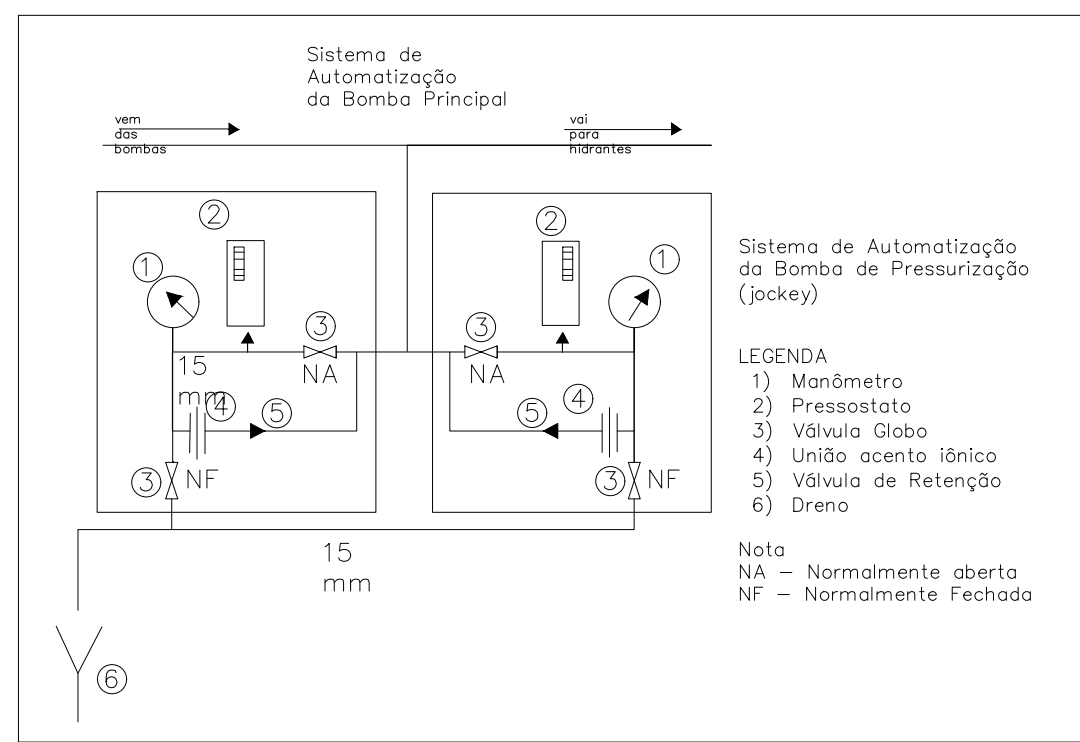 Sistema de
Automatização
da Bomba Principal
vem
das
bombas
vai
para
hidrantes
2
1
3
NA
15
mm
4
5
3
NF
2
1
3
NA
5
4
3
NF
15
mm
6
Sistema de Automatização
da Bomba de Pressurização
(jockey)
LEGENDA
1) Manômetro
2) Pressostato
3) Válvula Globo
4) União acento iônico
5) Válvula de Retenção
6) Dreno
Nota
NA – Normalmente aberta
NF – Normalmente Fechada